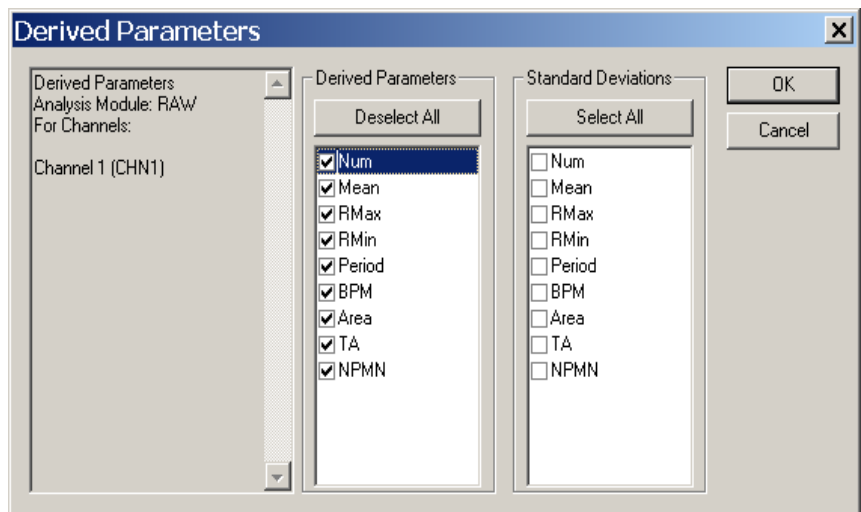 Derived Parameters
Derived Parameters
Analysis Module: RAW
For Channels:
Channel 1 (CHN1)
Derived Parameters
Deselect All
Num
Mean
RMax
RMin
Period
BPM
Area
TA
NPMN
Standard Deviations
Select All
Num
Mean
RMax
RMin
Period
BPM
Area
TA
NPMN
OK
Cancel